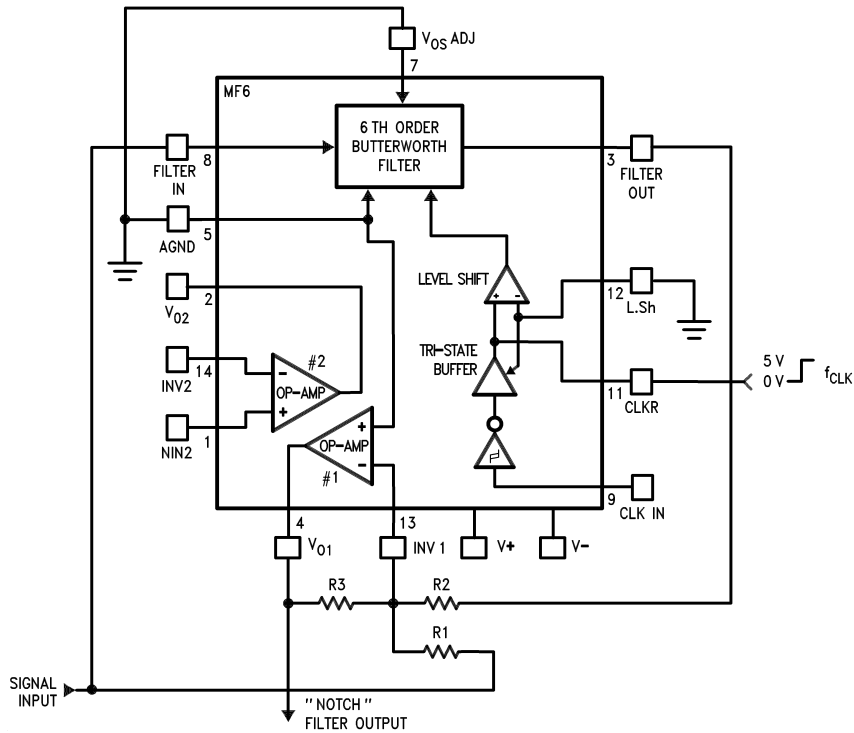 V_OS ADJ
7
MF6
6 TH ORDER
BUTTERWORTH
FILTER
8
FILTER
IN
3
FILTER
OUT
5
AGND
2
V_O2
LEVEL SHIFT
+ -
12
L.Sh
14
INV2
#2
-
OP-AMP
+
TRI-STATE
BUFFER
11
CLKR
5 V
0 V
f_CLK
1
NIN2
+
OP-AMP
-
#1
9
CLK IN
4
V_O1
13
INV 1
V+
V-
R3
R2
R1
SIGNAL
INPUT
"NOTCH"
FILTER OUTPUT